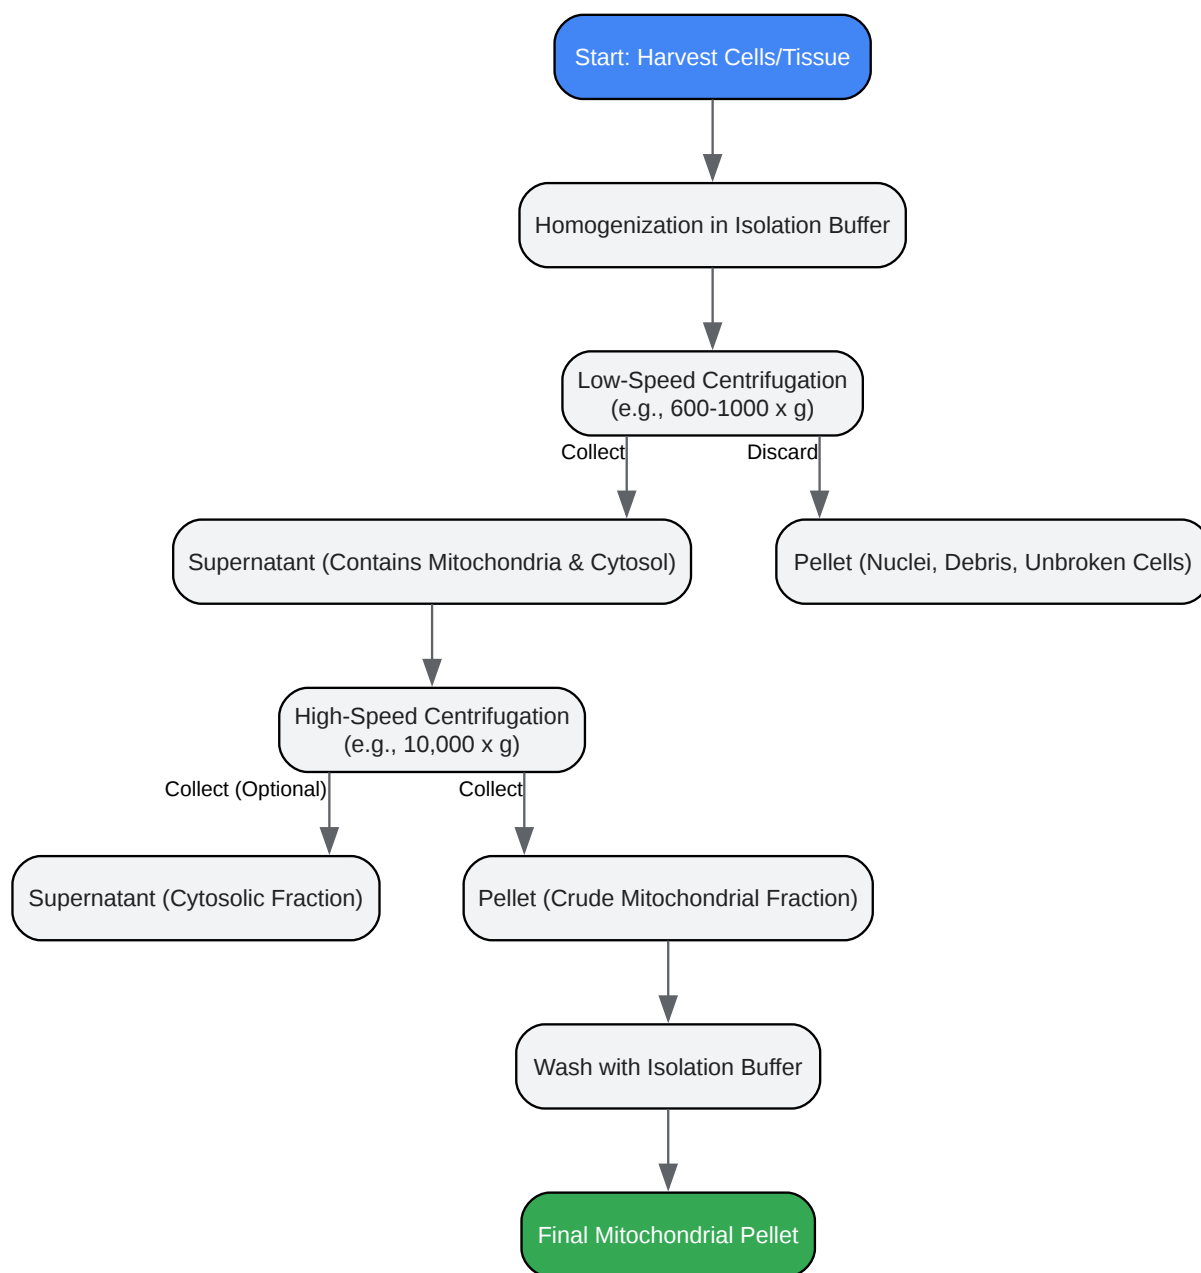 Start: Harvest Cells/Tissue
Homogenization in Isolation Buffer
Low-Speed Centrifugation
(e.g., 600-1000 x g)
Collect
Discard
Supernatant (Contains Mitochondria & Cytosol)
Pellet (Nuclei, Debris, Unbroken Cells)
High-Speed Centrifugation
(e.g., 10,000 x g)
Collect (Optional)
Collect
Supernatant (Cytosolic Fraction)
Pellet (Crude Mitochondrial Fraction)
Wash with Isolation Buffer
Final Mitochondrial Pellet